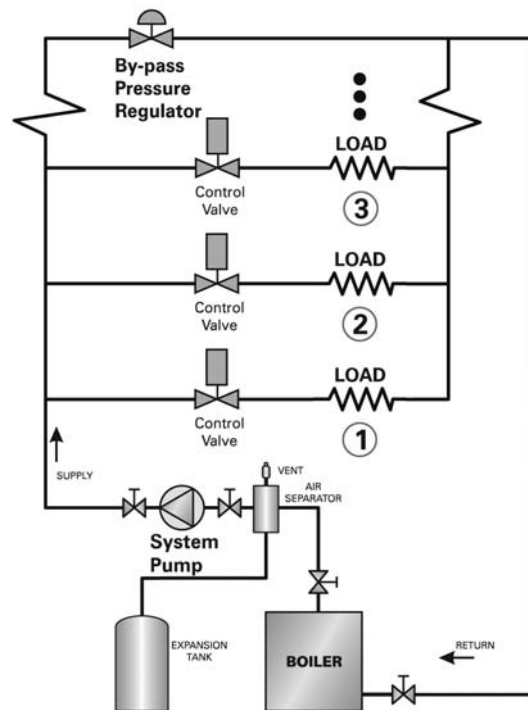 By-pass
Pressure
Regulator
LOAD
Control
Valve
3
LOAD
Control
Valve
2
LOAD
Control
Valve
1
SUPPLY
VENT
AIR
SEPARATOR
System
Pump
EXPANSION
TANK
BOILER
RETURN